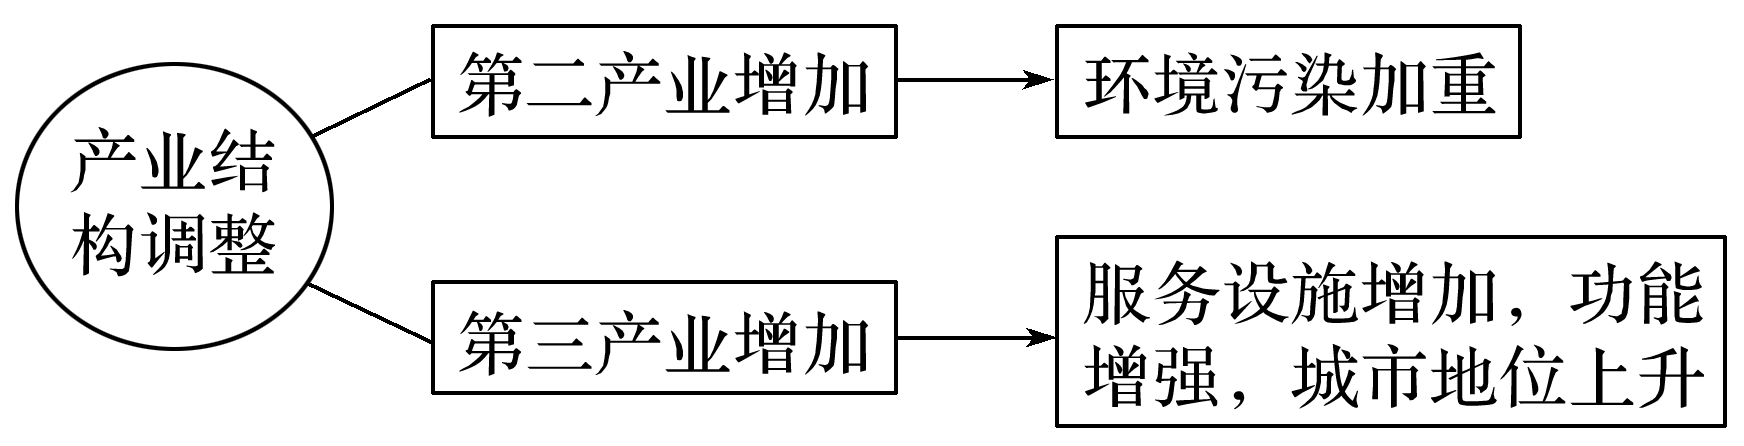 产业结
构调整
第二产业增加
环境污染加重
第三产业增加
服务设施增加，功能
增强，城市地位上升